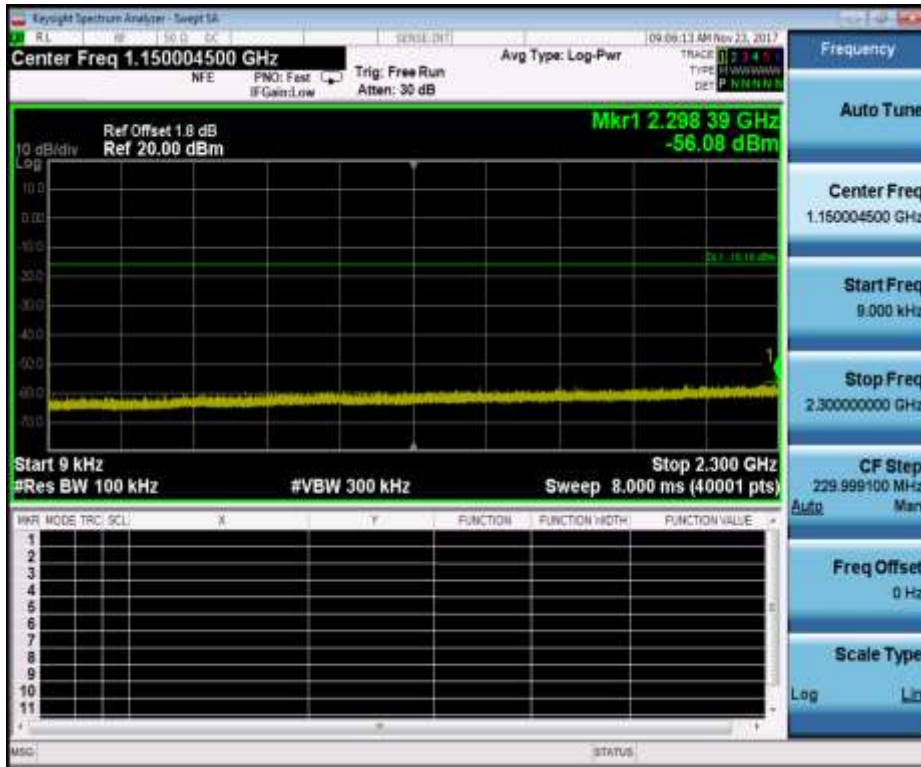 Keysight Spectrum Analyzer - Swept SA
RL RF 50 Ω DC SENSE:INT 09:06:13 AM Nov 23, 2017
Center Freq 1.150004500 GHz
NFE
PNO: Fast
IFGain:Low
Trig: Free Run
Atten: 30 dB
Avg Type: Log-Pwr
TRACE 1 2 3 4 5 6
TYPE
DET P N N N N N
Frequency
Mkr1 2.298 39 GHz
-56.08 dBm
Ref Offset 1.8 dB
10 dB/div Ref 20.00 dBm
Log
10.0
0.00
-10.0
-20.0
-30.0
-40.0
-50.0
-60.0
-70.0
1
Start 9 kHz Stop 2.300 GHz
#Res BW 100 kHz #VBW 300 kHz Sweep 8.000 ms (40001 pts)
MKR MODE TRC SCL X Y FUNCTION FUNCTION WIDTH FUNCTION VALUE
1
2
3
4
5
6
7
8
9
10
11
MSG STATUS
Auto Tune
Center Freq
1.150004500 GHz
Start Freq
9.000 kHz
Stop Freq
2.300000000 GHz
CF Step
229.999100 MHz
Auto Man
Freq Offset
0 Hz
Scale Type
Log Lin